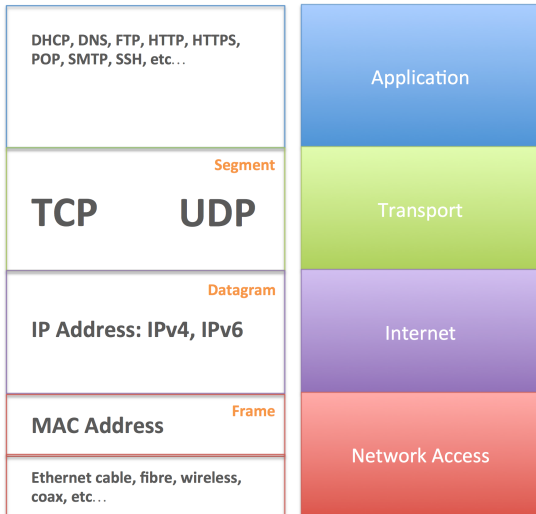 DHCP, DNS, FTP, HTTP, HTTPS,
POP, SMTP, SSH, etc…
Application
Segment
TCP UDP
Transport
Datagram
IP Address: IPv4, IPv6
Internet
Frame
MAC Address
Network Access
Ethernet cable, fibre, wireless,
coax, etc…